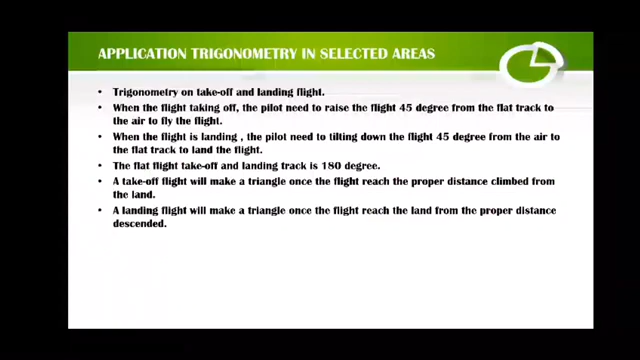 APPLICATION TRIGONOMETRY IN SELECTED AREAS
• Trigonometry on take-off and landing flight.
• When the flight taking off, the pilot need to raise the flight 45 degree from the flat track to
the air to fly the flight.
• When the flight is landing , the pilot need to tilting down the flight 45 degree from the air to
the flat track to land the flight.
• The flat flight take-off and landing track is 180 degree.
• A take-off flight will make a triangle once the flight reach the proper distance climbed from
the land.
• A landing flight will make a triangle once the flight reach the land from the proper distance
descended.